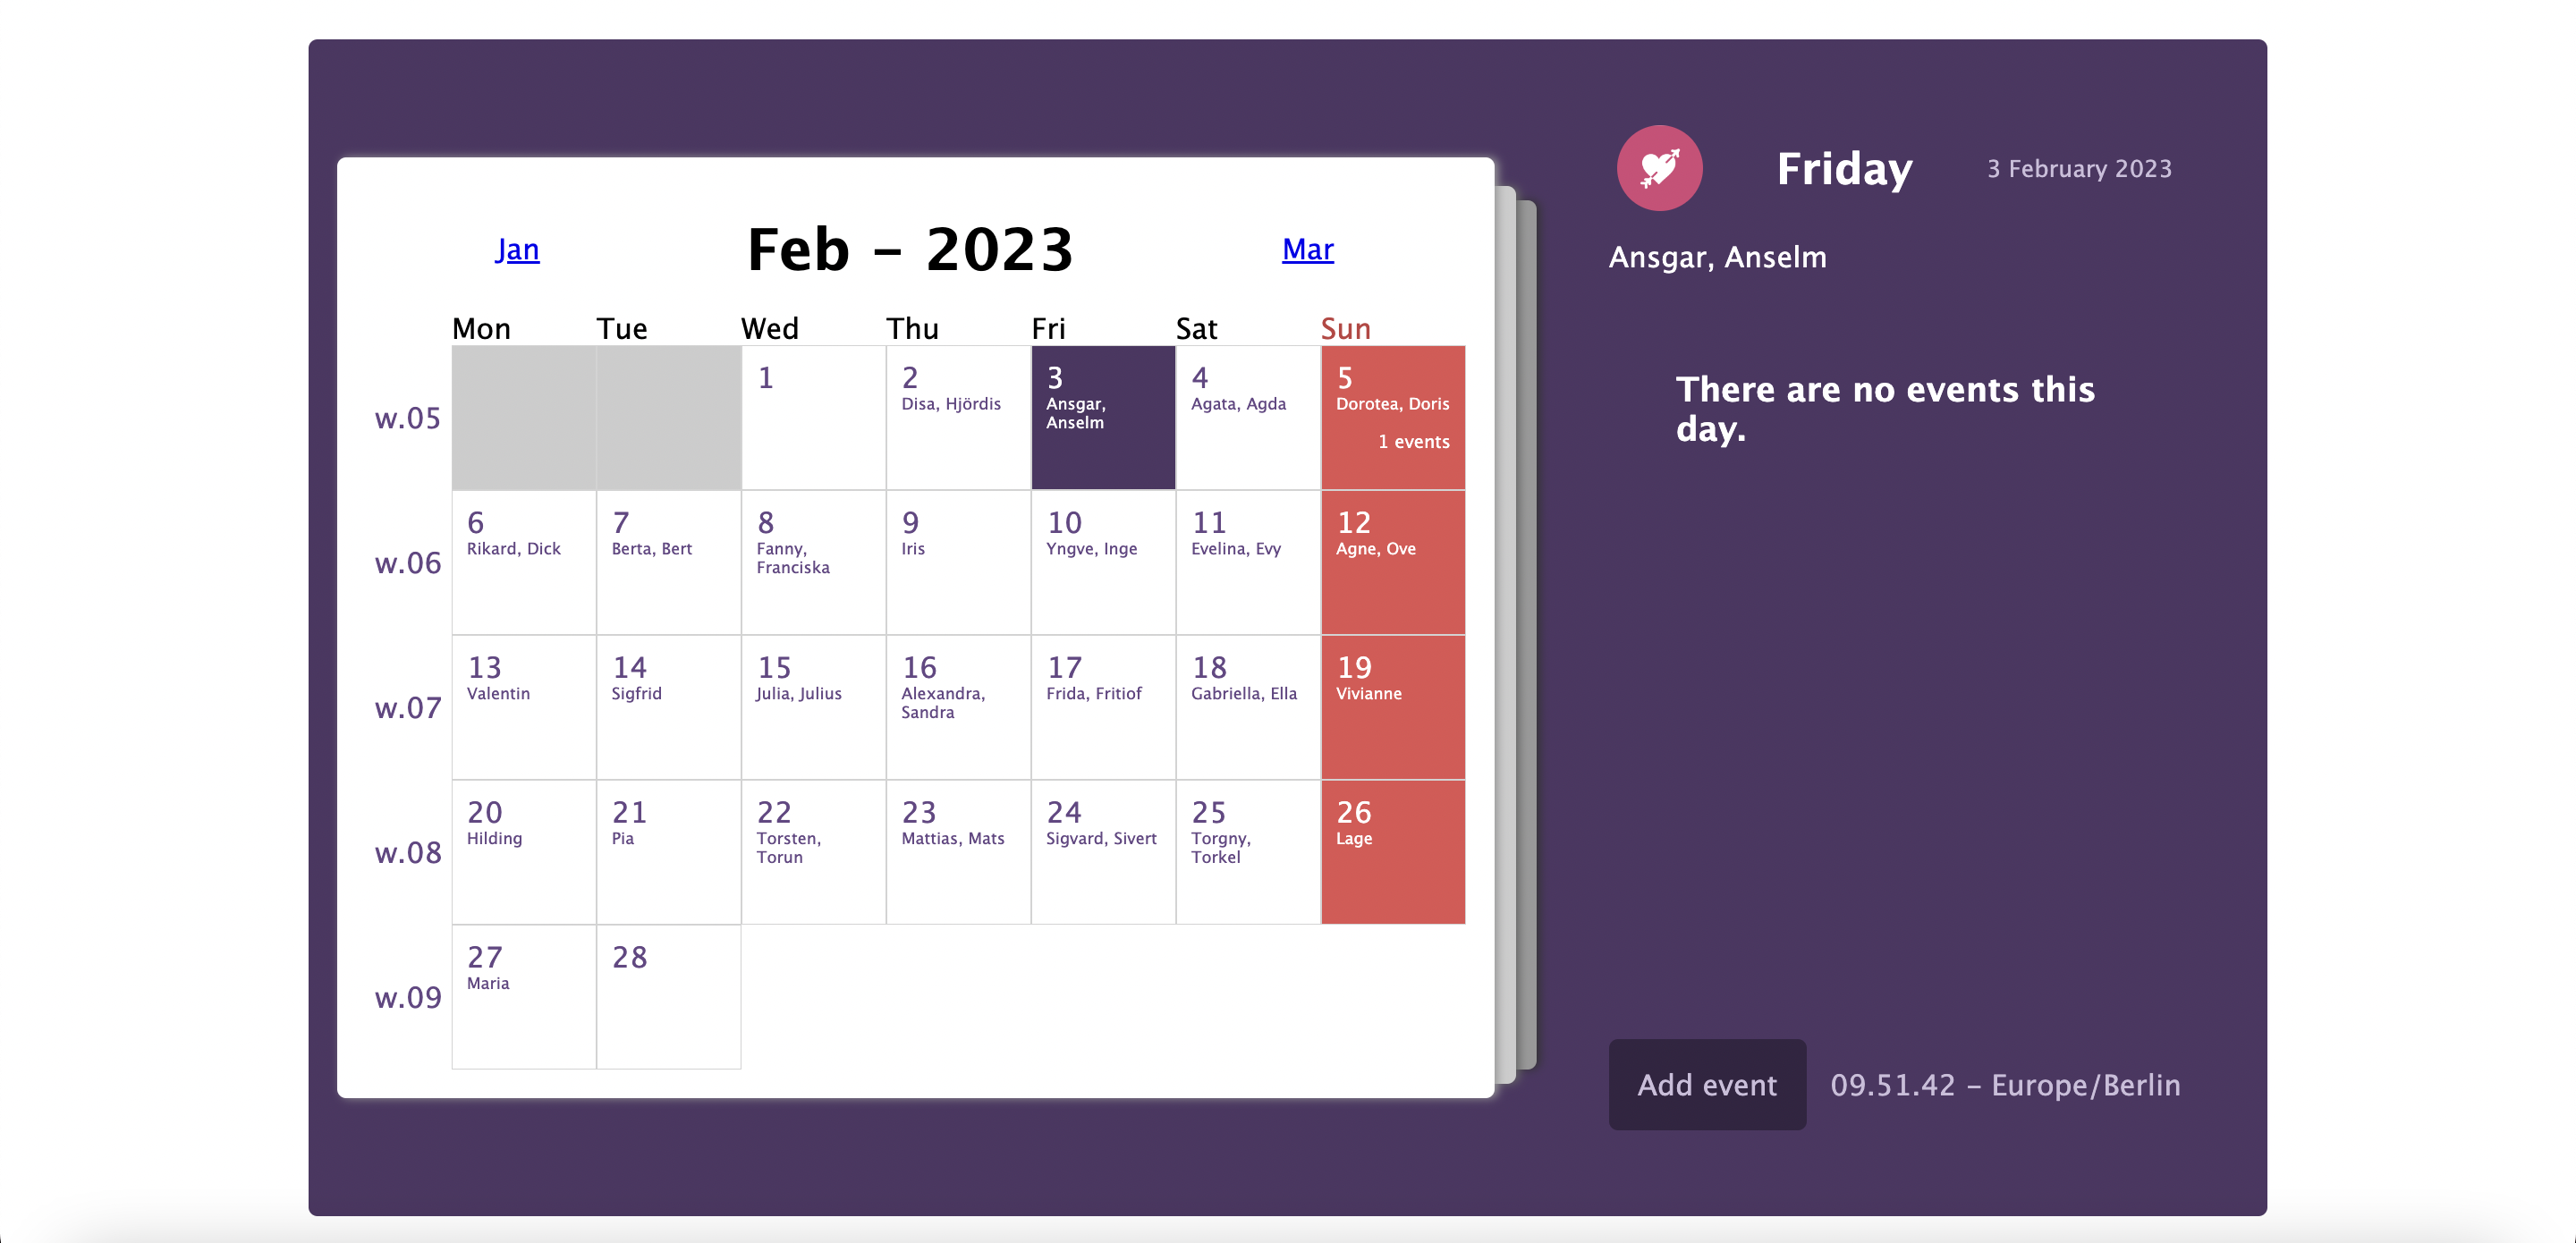 Jan
Feb – 2023
Mar
Mon Tue Wed Thu Fri Sat Sun
w.05
1
2
Disa, Hjördis
3
Ansgar,
Anselm
4
Agata, Agda
5
Dorotea, Doris
1 events
w.06
6
Rikard, Dick
7
Berta, Bert
8
Fanny,
Franciska
9
Iris
10
Yngve, Inge
11
Evelina, Evy
12
Agne, Ove
w.07
13
Valentin
14
Sigfrid
15
Julia, Julius
16
Alexandra,
Sandra
17
Frida, Fritiof
18
Gabriella, Ella
19
Vivianne
w.08
20
Hilding
21
Pia
22
Torsten,
Torun
23
Mattias, Mats
24
Sigvard, Sivert
25
Torgny,
Torkel
26
Lage
w.09
27
Maria
28
Friday
3 February 2023
Ansgar, Anselm
There are no events this
day.
Add event
09.51.42 – Europe/Berlin